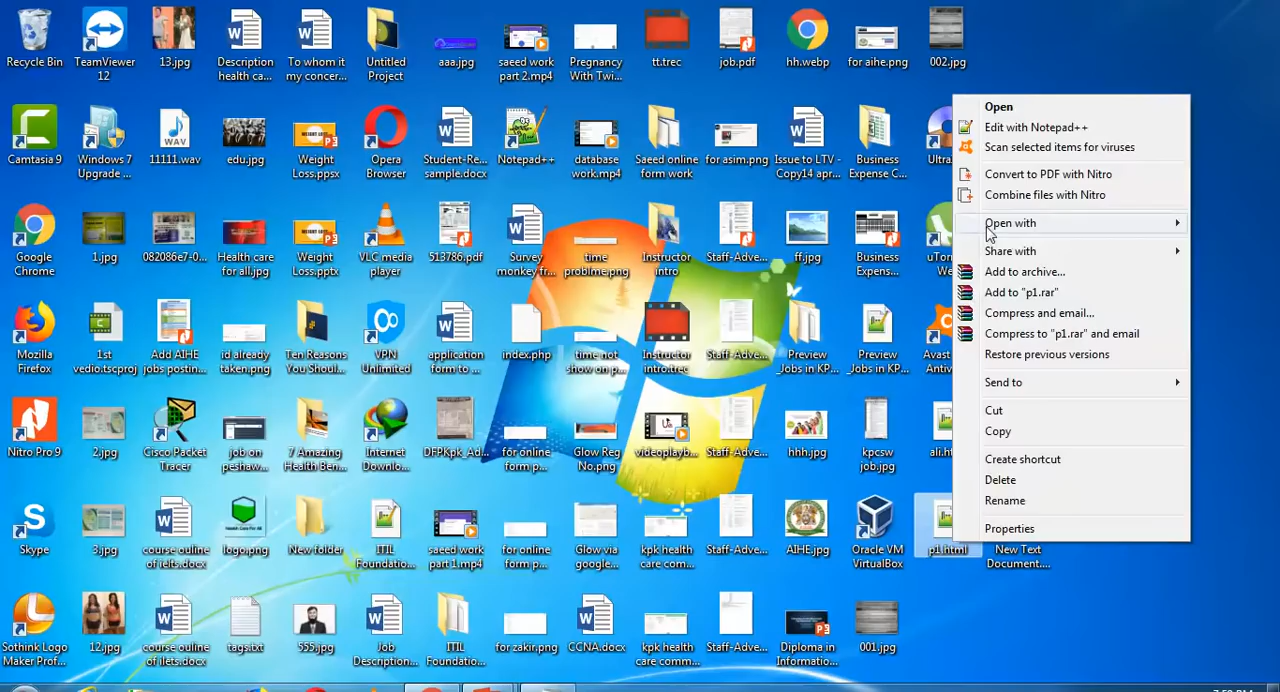 Recycle Bin
TeamViewer
12
13.jpg
Description
health ca...
To whom it
my concer...
Untitled
Project
aaa.jpg
saeed work
part 2.mp4
Pregnancy
With Twi...
tt.trec
job.pdf
hh.webp
for aihe.png
002.jpg
Camtasia 9
Windows 7
Upgrade ...
11111.wav
edu.jpg
Weight
Loss.ppsx
Opera
Browser
Student-Re...
sample.docx
Notepad++
database
work.mp4
Saeed online
form work
for asim.png
Issue to LTV -
Copy14 apr...
Business
Expense C...
Ultra
Google
Chrome
1.jpg
082086e7-0...
Health care
for all.jpg
Weight
Loss.pptx
VLC media
player
513786.pdf
Survey
monkey fr...
time
problme.png
Instructor
intro
Staff-Adve...
ff.jpg
Business
Expens...
uTor
We
Mozilla
Firefox
1st
vedio.tscproj
Add AIHE
jobs postin...
id already
taken.png
Ten Reasons
You Shoul...
VPN
Unlimited
application
form to ...
index.php
time not
show on p...
Instructor
intro.trec
Staff-Adve...
Preview
_Jobs in KP...
Preview
_Jobs in KP...
Avast
Antiv
Nitro Pro 9
2.jpg
Cisco Packet
Tracer
job on
peshaw...
7 Amazing
Health Ben...
Internet
Downlo...
DFPKpk_Ad...
for online
form p...
Glow Reg
No.png
videoplayb...
Staff-Adve...
hhh.jpg
kpcsw
job.jpg
ali.ht
Skype
3.jpg
course ouline
of ielts.docx
logo.png
New folder
ITIL
Foundatio...
saeed work
part 1.mp4
for online
form p...
Glow via
google...
kpk health
care com...
Staff-Adve...
AIHE.jpg
Oracle VM
VirtualBox
p1.html
New Text
Document....
Sothink Logo
Maker Prof...
12.jpg
course ouline
of ilets.docx
tags.txt
555.jpg
Job
Description...
ITIL
Foundatio...
for zakir.png
CCNA.docx
kpk health
care comm...
Staff-Adve...
Diploma in
Informatio...
001.jpg
Open
Edit with Notepad++
Scan selected items for viruses
Convert to PDF with Nitro
Combine files with Nitro
Open with
Share with
Add to archive...
Add to "p1.rar"
Compress and email...
Compress to "p1.rar" and email
Restore previous versions
Send to
Cut
Copy
Create shortcut
Delete
Rename
Properties